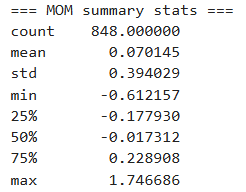 === MOM summary stats ===
count    848.000000
mean       0.070145
std        0.394029
min       -0.612157
25%       -0.177930
50%       -0.017312
75%        0.228908
max        1.746686